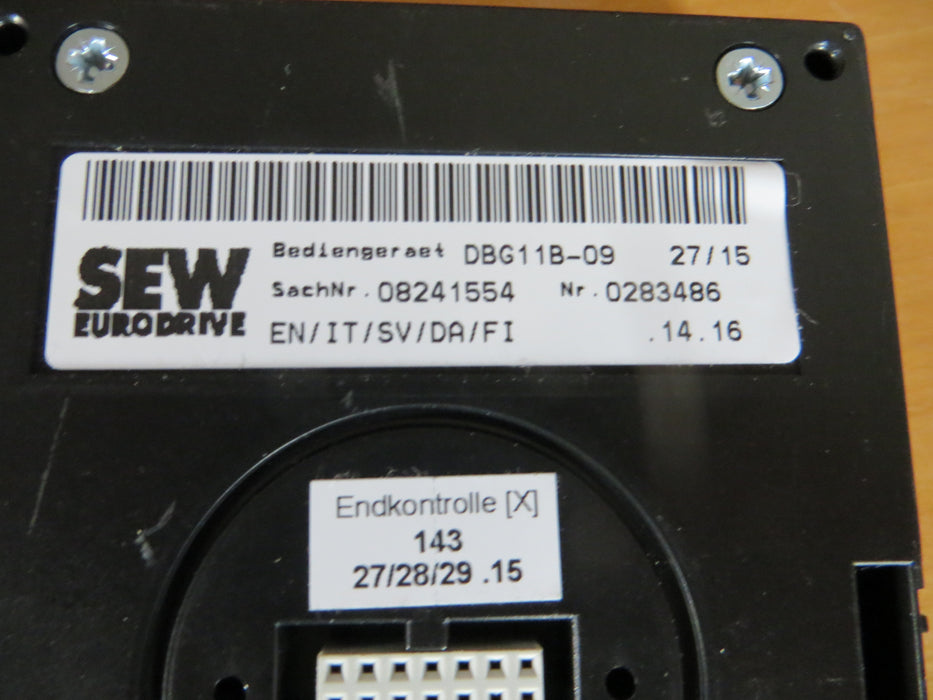 SEW
EURODRIVE
Bediengeraet DBG11B-09 27/15
SachNr. 08241554 Nr. 0283486
EN/IT/SV/DA/FI .14.16
Endkontrolle [X]
143
27/28/29 .15